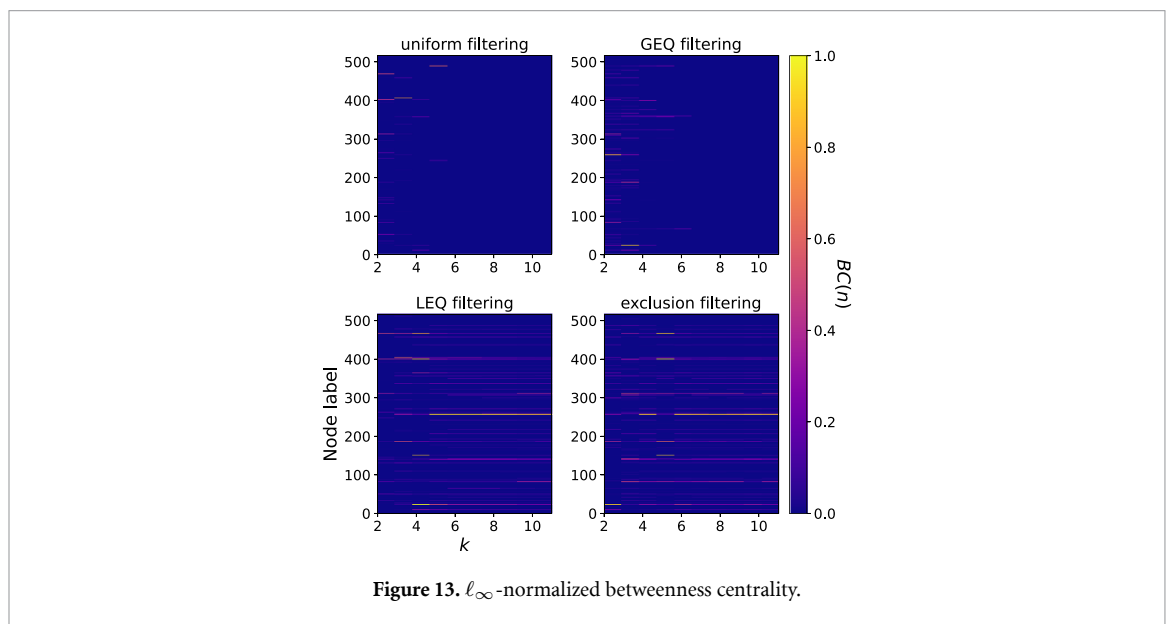 uniform filtering
500
400
300
200
100
0
2 4 6 8 10
GEQ filtering
500
400
300
200
100
0
2 4 6 8 10
1.0
0.8
0.6
0.4
0.2
0.0
BC(n)
LEQ filtering
500
400
300
200
100
0
2 4 6 8 10
Node label
k
exclusion filtering
500
400
300
200
100
0
2 4 6 8 10
Figure 13. ℓ∞-normalized betweenness centrality.